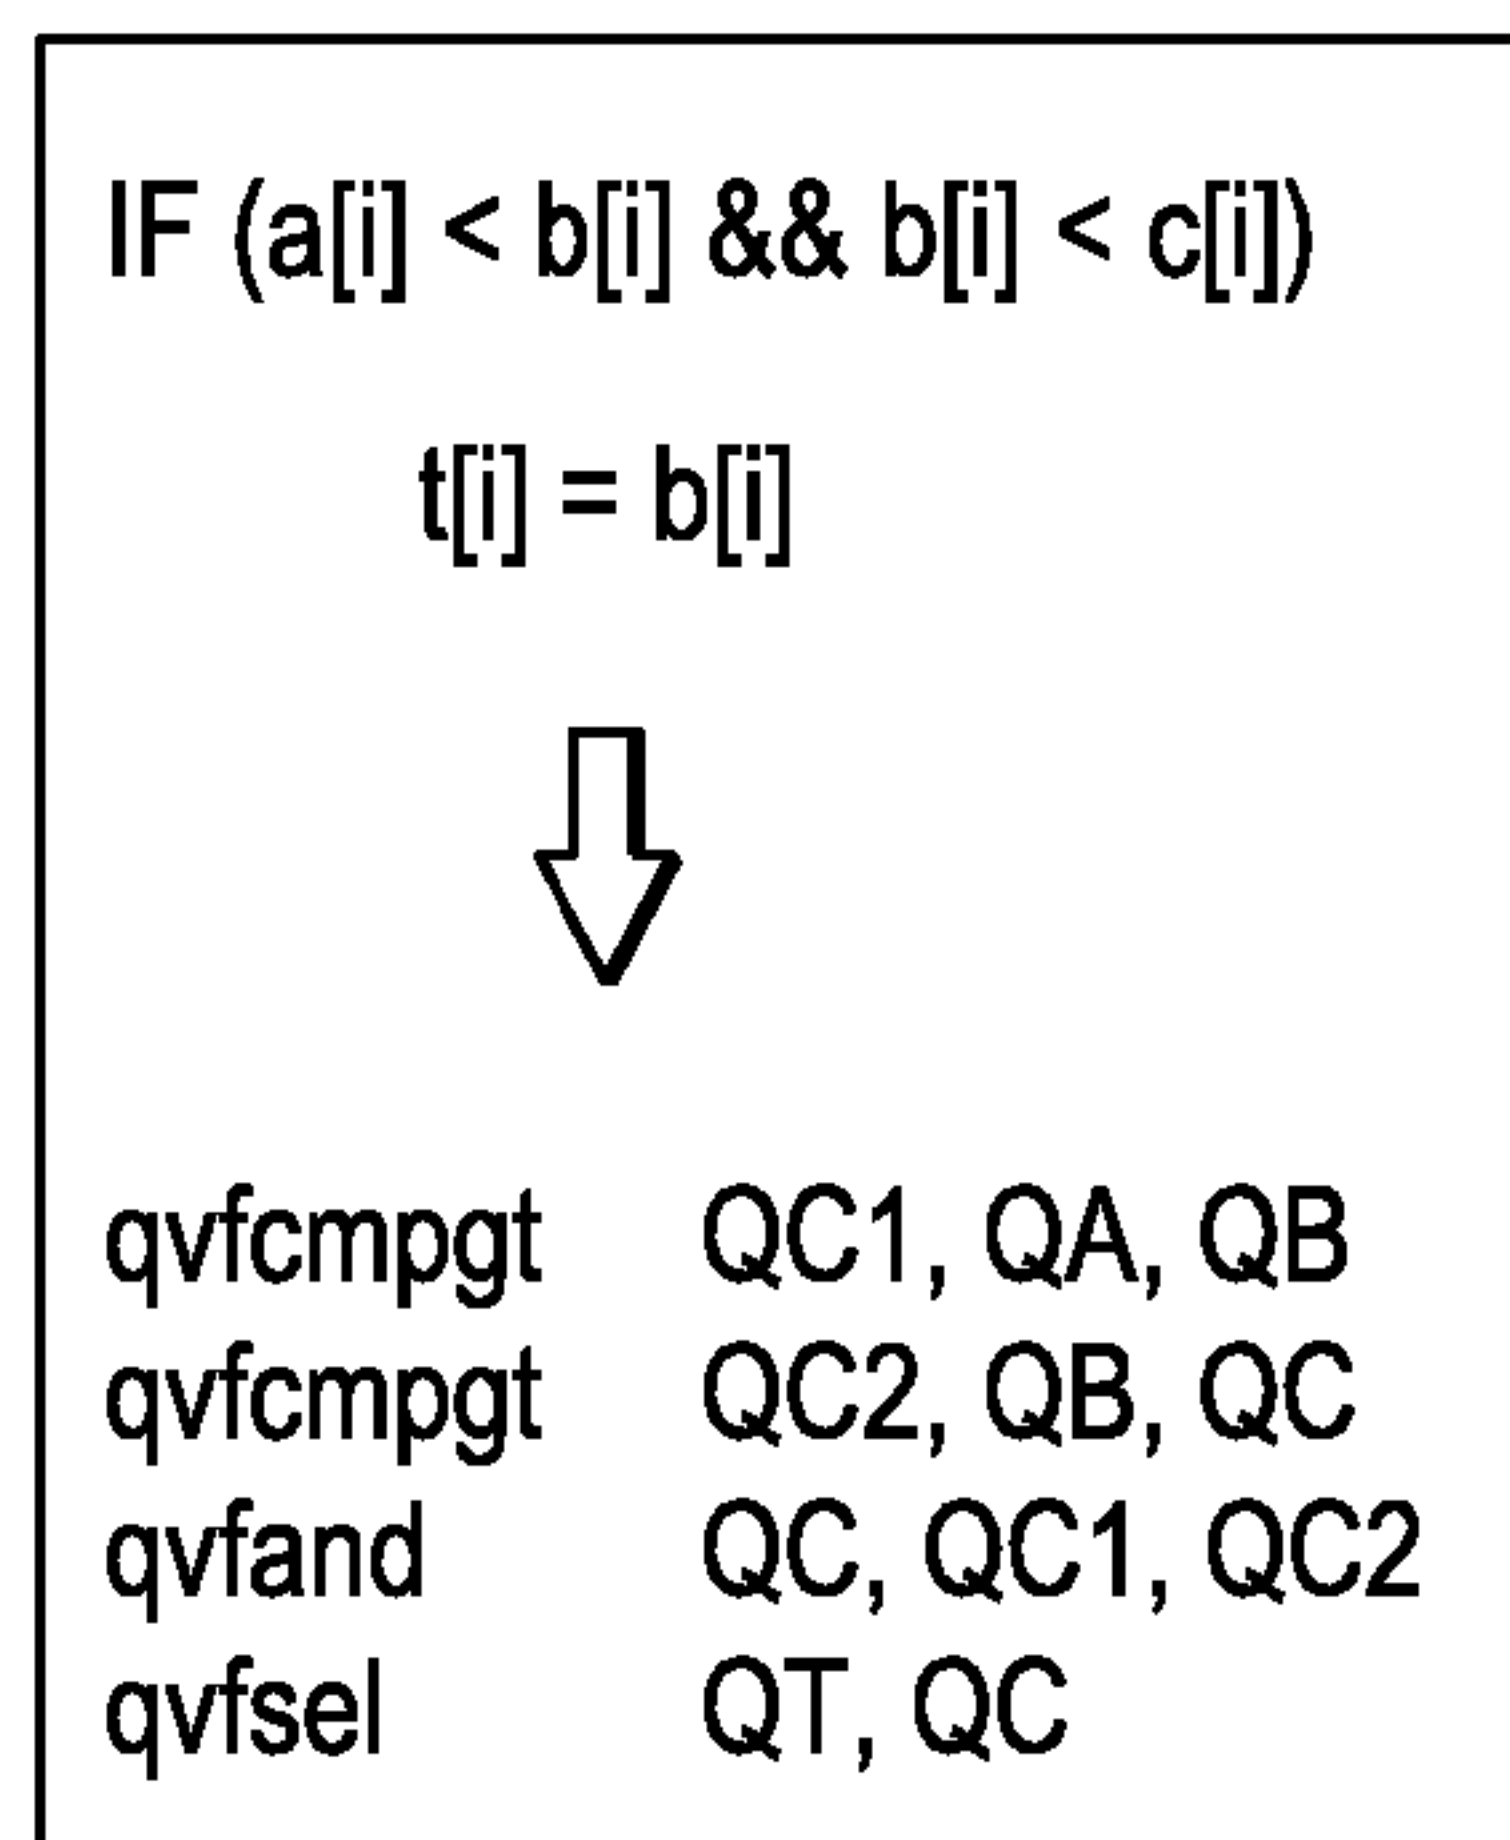 IF (a[i] < b[i] && b[i] < c[i])
t[i] = b[i]
qvfcmpgt QC1, QA, QB
qvfcmpgt QC2, QB, QC
qvfand QC, QC1, QC2
qvfsel QT, QC